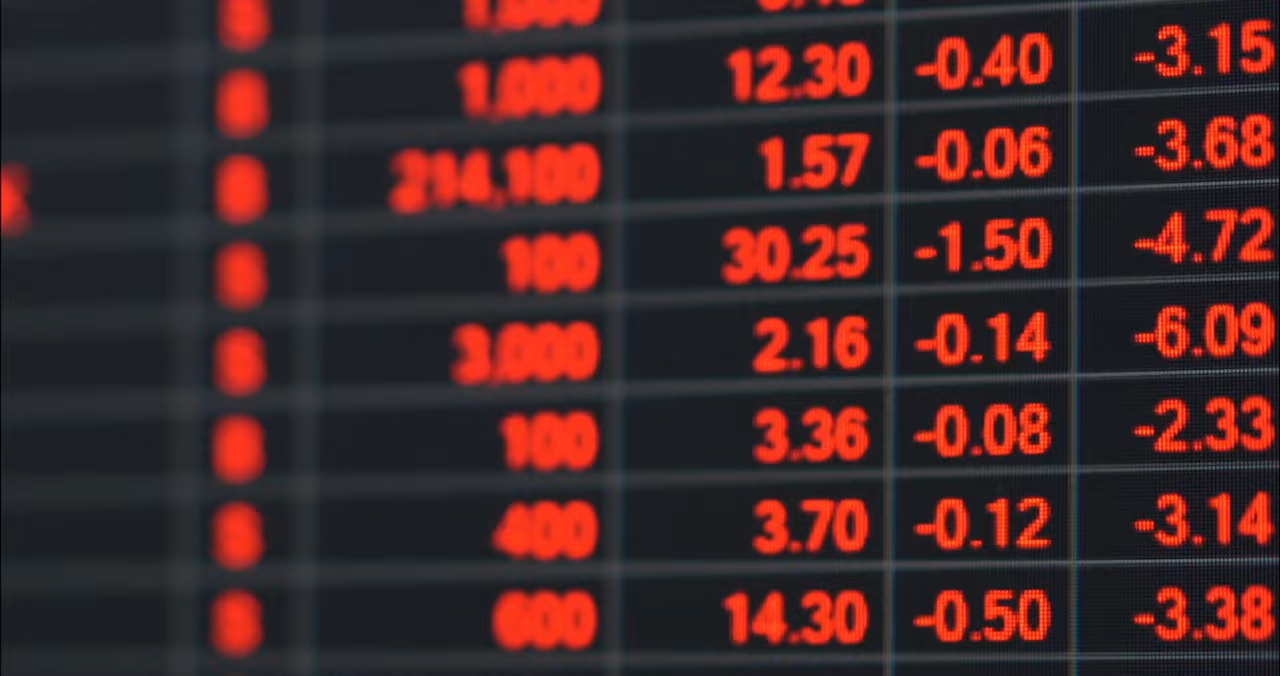 1,000 12.30 -0.40 -3.15
214,100 1.57 -0.06 -3.68
100 30.25 -1.50 -4.72
3,000 2.16 -0.14 -6.09
100 3.36 -0.08 -2.33
400 3.70 -0.12 -3.14
600 14.30 -0.50 -3.38